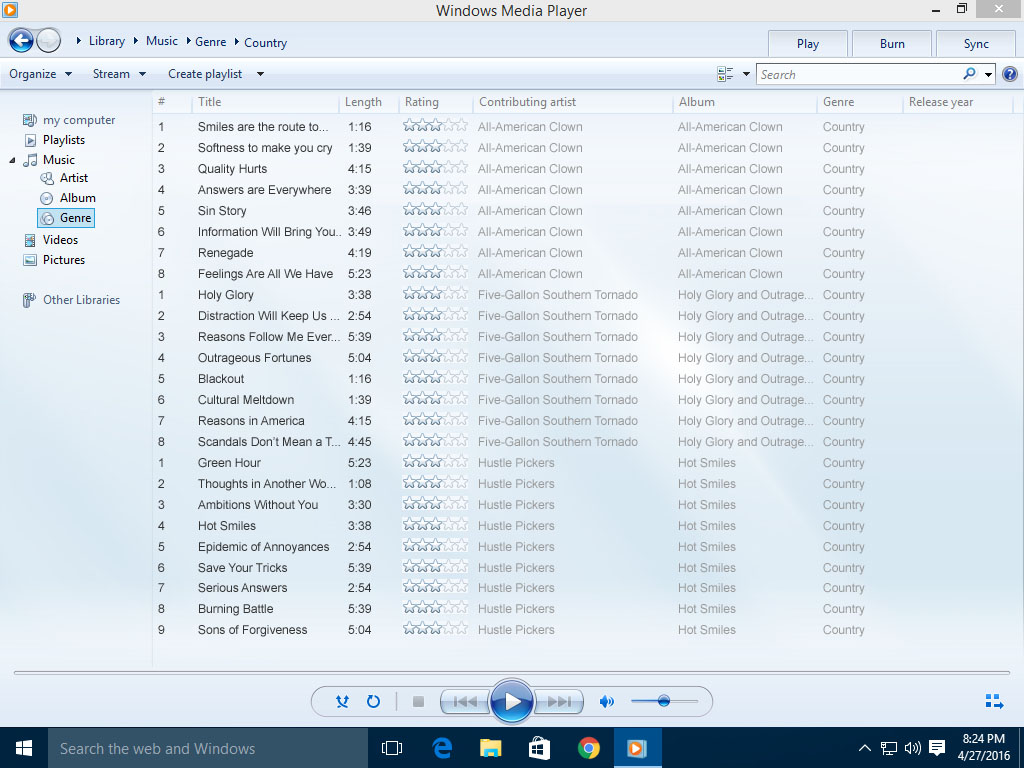 Windows Media Player
Library Music Genre Country
Play Burn Sync
Organize Stream Create playlist Search
# Title Length Rating Contributing artist Album Genre Release year
my computer
Playlists
Music
Artist
Album
Genre
Videos
Pictures
Other Libraries
1 Smiles are the route to... 1:16 All-American Clown All-American Clown Country
2 Softness to make you cry 1:39 All-American Clown All-American Clown Country
3 Quality Hurts 4:15 All-American Clown All-American Clown Country
4 Answers are Everywhere 3:39 All-American Clown All-American Clown Country
5 Sin Story 3:46 All-American Clown All-American Clown Country
6 Information Will Bring You.. 3:49 All-American Clown All-American Clown Country
7 Renegade 4:19 All-American Clown All-American Clown Country
8 Feelings Are All We Have 5:23 All-American Clown All-American Clown Country
1 Holy Glory 3:38 Five-Gallon Southern Tornado Holy Glory and Outrage... Country
2 Distraction Will Keep Us ... 2:54 Five-Gallon Southern Tornado Holy Glory and Outrage... Country
3 Reasons Follow Me Ever... 5:39 Five-Gallon Southern Tornado Holy Glory and Outrage... Country
4 Outrageous Fortunes 5:04 Five-Gallon Southern Tornado Holy Glory and Outrage... Country
5 Blackout 1:16 Five-Gallon Southern Tornado Holy Glory and Outrage... Country
6 Cultural Meltdown 1:39 Five-Gallon Southern Tornado Holy Glory and Outrage... Country
7 Reasons in America 4:15 Five-Gallon Southern Tornado Holy Glory and Outrage... Country
8 Scandals Don't Mean a T... 4:45 Five-Gallon Southern Tornado Holy Glory and Outrage... Country
1 Green Hour 5:23 Hustle Pickers Hot Smiles Country
2 Thoughts in Another Wo... 1:08 Hustle Pickers Hot Smiles Country
3 Ambitions Without You 3:30 Hustle Pickers Hot Smiles Country
4 Hot Smiles 3:38 Hustle Pickers Hot Smiles Country
5 Epidemic of Annoyances 2:54 Hustle Pickers Hot Smiles Country
6 Save Your Tricks 5:39 Hustle Pickers Hot Smiles Country
7 Serious Answers 2:54 Hustle Pickers Hot Smiles Country
8 Burning Battle 5:39 Hustle Pickers Hot Smiles Country
9 Sons of Forgiveness 5:04 Hustle Pickers Hot Smiles Country
Search the web and Windows
8:24 PM
4/27/2016